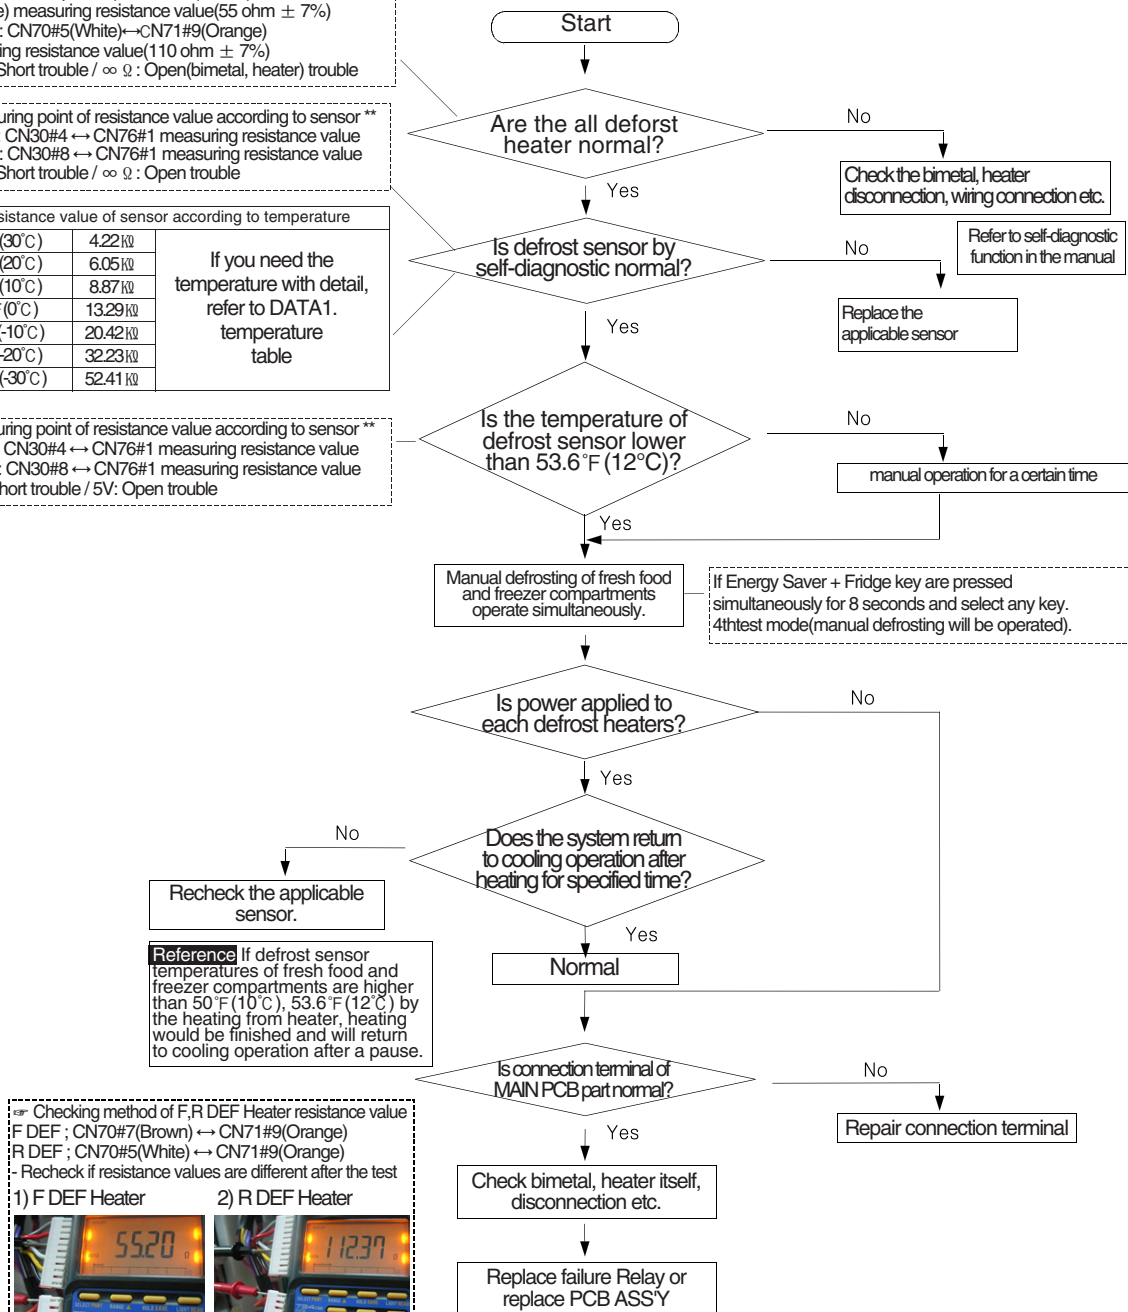 ) measuring resistance value(55 ohm ± 7%)
: CN70#5(White)↔CN71#9(Orange)
ing resistance value(110 ohm ± 7%)
Short trouble / ∞ Ω : Open(bimetal, heater) trouble
uring point of resistance value according to sensor **
: CN30#4 ↔ CN76#1 measuring resistance value
: CN30#8 ↔ CN76#1 measuring resistance value
Short trouble / ∞ Ω : Open trouble
sistance value of sensor according to temperature
(30℃) 4.22㏀
(20℃) 6.05㏀
(10℃) 8.87㏀
(0℃) 13.29㏀
(-10℃) 20.42㏀
-20℃) 32.23㏀
(-30℃) 52.41㏀
If you need the
temperature with detail,
refer to DATA1.
temperature
table
uring point of resistance value according to sensor **
CN30#4 ↔ CN76#1 measuring resistance value
: CN30#8 ↔ CN76#1 measuring resistance value
hort trouble / 5V: Open trouble
Start
Are the all deforst
heater normal?
No
Check the bimetal, heater
disconnection, wiring connection etc.
Yes
Is defrost sensor by
self-diagnostic normal?
No
Refer to self-diagnostic
function in the manual
Replace the
applicable sensor
Yes
Is the temperature of
defrost sensor lower
than 53.6℉ (12°C)?
No
manual operation for a certain time
Yes
Manual defrosting of fresh food
and freezer compartments
operate simultaneously.
If Energy Saver + Fridge key are pressed
simultaneously for 8 seconds and select any key.
4thtest mode(manual defrosting will be operated).
Is power applied to
each defrost heaters?
No
Yes
Does the system return
to cooling operation after
heating for specified time?
No
Recheck the applicable
sensor.
Yes
Normal
Reference If defrost sensor
temperatures of fresh food and
freezer compartments are higher
than 50℉ (10℃), 53.6℉ (12℃) by
the heating from heater, heating
would be finished and will return
to cooling operation after a pause.
Is connection terminal of
MAIN PCB part normal?
No
Repair connection terminal
Yes
Check bimetal, heater itself,
disconnection etc.
Replace failure Relay or
replace PCB ASS'Y
☞ Checking method of F,R DEF Heater resistance value
F DEF ; CN70#7(Brown) ↔ CN71#9(Orange)
R DEF ; CN70#5(White) ↔ CN71#9(Orange)
- Recheck if resistance values are different after the test
1) F DEF Heater
2) R DEF Heater
55.20
112.37